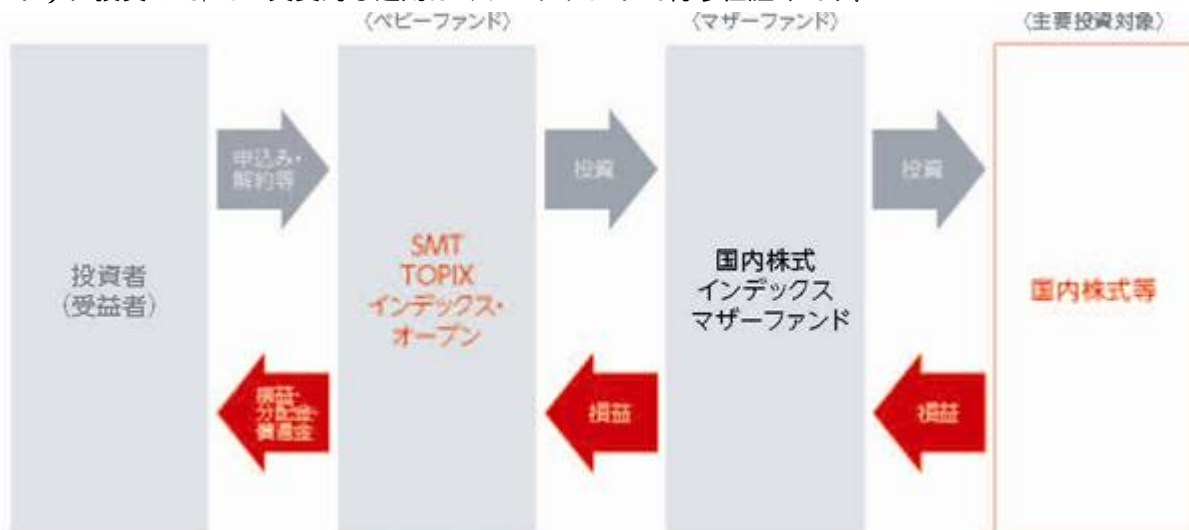 〈ベビーファンド〉
〈マザーファンド〉
〈主要投資対象〉
申込み・
解約等
投資
投資
投資者
(受益者)
SMT
TOPIX
インデックス・
オープン
国内株式
インデックス
マザーファンド
国内株式等
損益・
分配金・
償還金
損益
損益